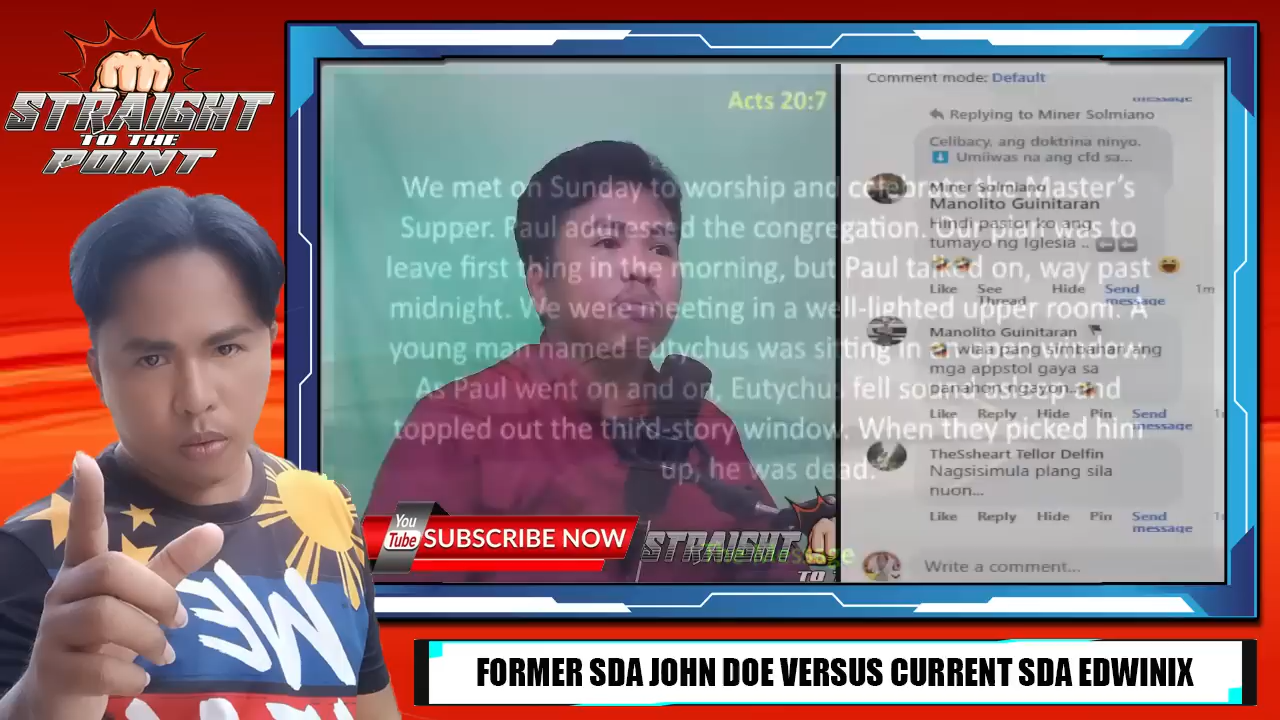 STRAIGHT
TO THE
POINT
Acts 20:7
We met on Sunday to worship and celebrate the Master's
Supper. Paul addressed the congregation. Our plan was to
leave first thing in the morning, but Paul talked on, way past
midnight. We were meeting in a well-lighted upper room. A
young man named Eutychus was sitting in an open window.
As Paul went on and on, Eutychus fell sound asleep and
toppled out the third-story window. When they picked him
up, he was dead.
You
Tube
SUBSCRIBE NOW
STRAIGHT
TO
Comment mode: Default
message
Replying to Miner Solmiano
Celibacy, ang doktrina ninyo.
Umiiwas na ang cfd sa...
Miner Solmiano
Manolito Guinitaran
Hindi pastor ko ang
tumayo ng Iglesia ..
Like See Thread Hide Send message 1m
Manolito Guinitaran
wlaa pang simbahan ang
mga appstol gaya sa
panahon ngayon..
Like Reply Hide Pin Send message
TheSsheart Tellor Delfin
Nagsisimula plang sila
nuon...
Like Reply Hide Pin Send message
Write a comment...
ME
FORMER SDA JOHN DOE VERSUS CURRENT SDA EDWINIX